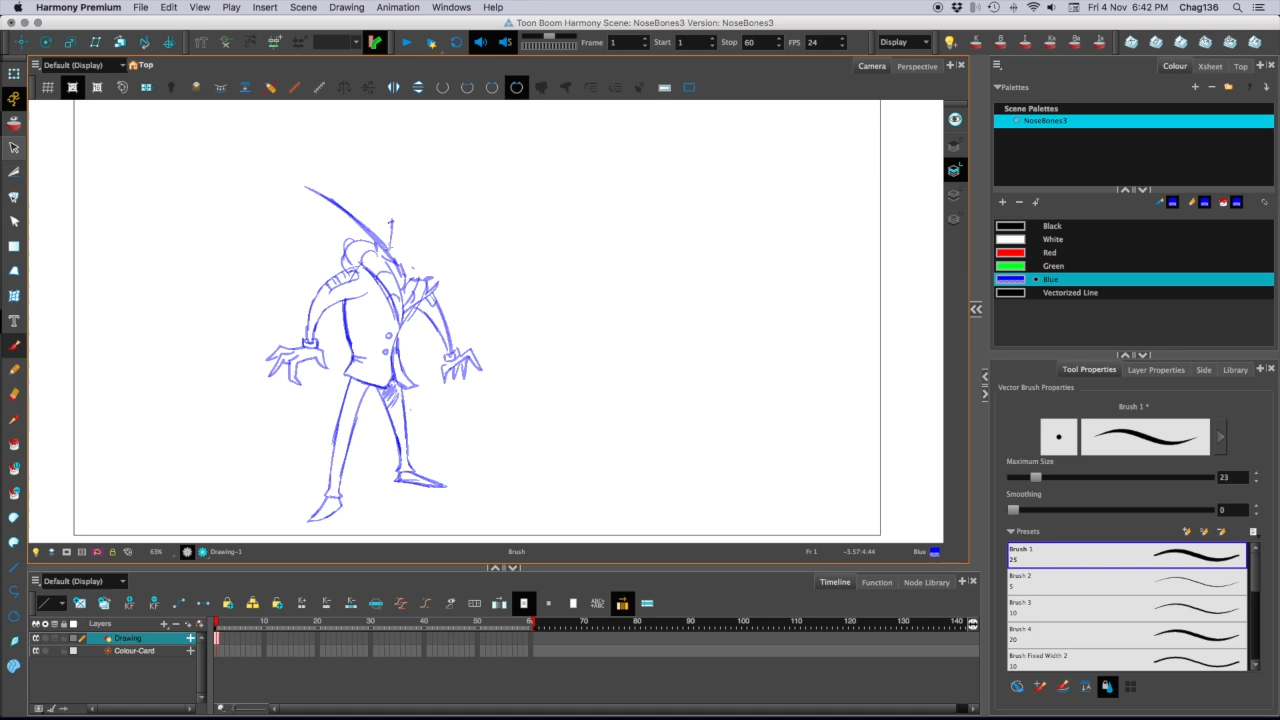 Harmony Premium File Edit View Play Insert Scene Drawing Animation Windows Help Fri 4 Nov 6:42 PM Chag136
Toon Boom Harmony Scene: NoseBones3 Version: NoseBones3
Frame 1 Start 1 Stop 60 FPS 24 Display
Default (Display) Top Camera Perspective
Colour Xsheet Top
Palettes
Scene Palettes
NoseBones3
Black
White
Red
Green
Blue
Vectorized Line
Tool Properties Layer Properties Side Library
Vector Brush Properties
Brush 1 *
Maximum Size
23
Smoothing
0
Presets
Brush 1
25
Brush 2
5
Brush 3
10
Brush 4
20
Brush Fixed Width 2
10
63% Drawing-1 Brush Fr 1 -3.57:4.44 Blue
Default (Display) Timeline Function Node Library
Layers 10 20 30 40 50 60 70 80 90 100 110 120 130 140
Drawing
Colour-Card